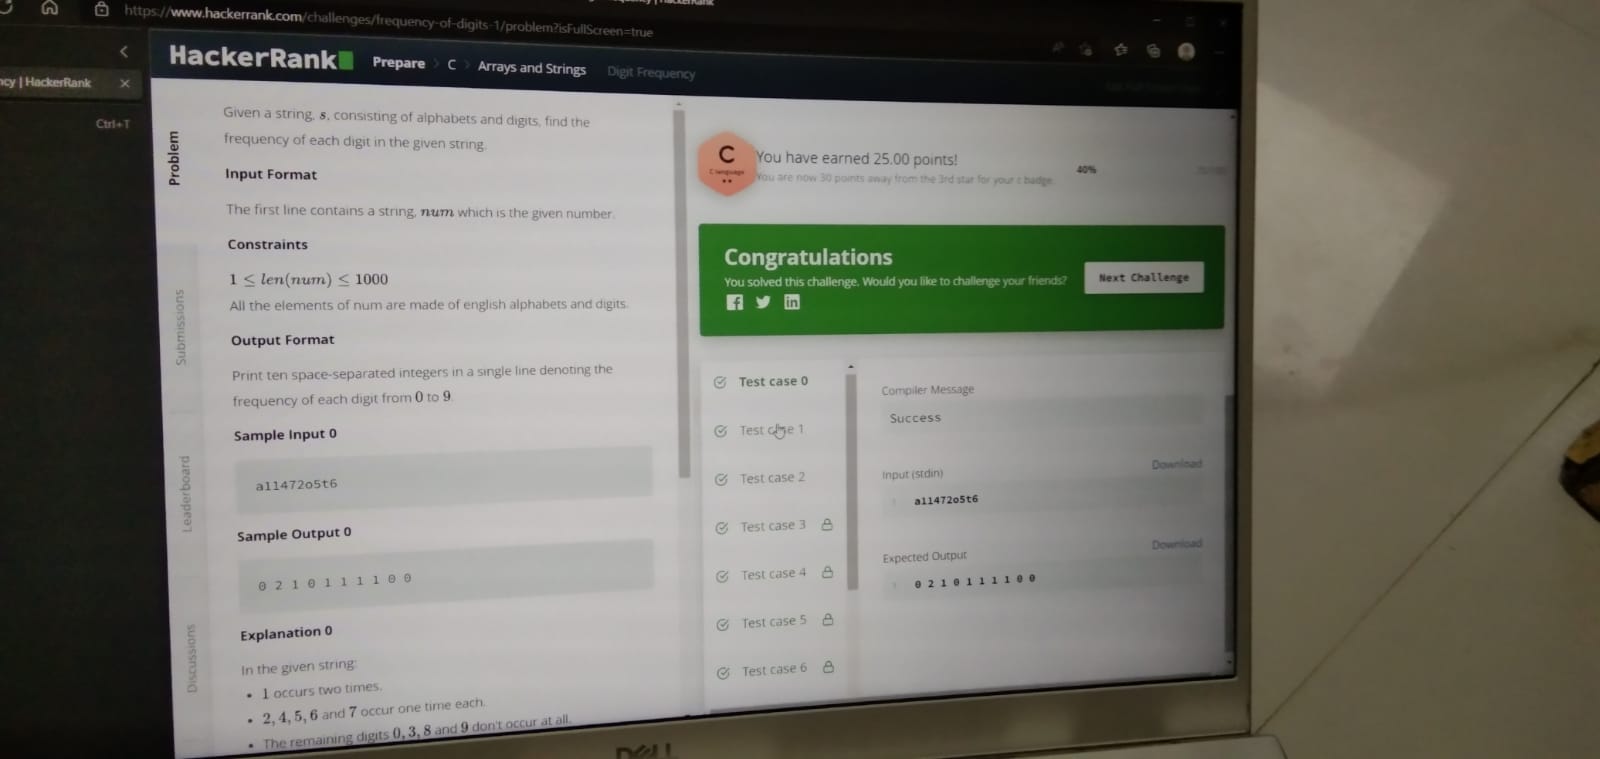 https://www.hackerrank.com/challenges/frequency-of-digits-1/problem?isFullScreen=true
HackerRank
Prepare > C > Arrays and Strings
Digit Frequency
cy | HackerRank
Ctrl+T
Problem
Submissions
Leaderboard
Discussions
Given a string, s, consisting of alphabets and digits, find the
frequency of each digit in the given string.
Input Format
The first line contains a string, num which is the given number.
Constraints
1 ≤ len(num) ≤ 1000
All the elements of num are made of english alphabets and digits.
Output Format
Print ten space-separated integers in a single line denoting the
frequency of each digit from 0 to 9.
Sample Input 0
a11472o5t6
Sample Output 0
0 2 1 0 1 1 1 1 0 0
Explanation 0
In the given string:
• 1 occurs two times.
• 2, 4, 5, 6 and 7 occur one time each.
• The remaining digits 0, 3, 8 and 9 don't occur at all.
C
C language
You have earned 25.00 points!
You are now 30 points away from the 3rd star for your c badge.
40%
Congratulations
You solved this challenge. Would you like to challenge your friends?
Next Challenge
Test case 0
Test case 1
Test case 2
Test case 3
Test case 4
Test case 5
Test case 6
Compiler Message
Success
Input (stdin)
Download
a11472o5t6
Expected Output
Download
0 2 1 0 1 1 1 1 0 0
DELL